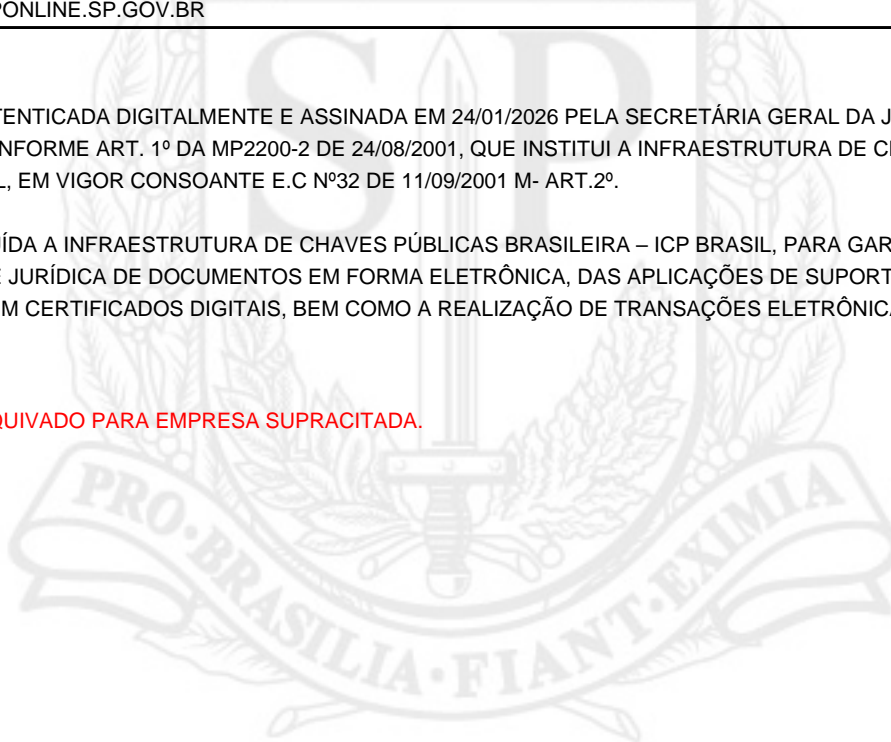 PONLINE.SP.GOV.BR
TENTICADA DIGITALMENTE E ASSINADA EM 24/01/2026 PELA SECRETÁRIA GERAL DA J
NFORME ART. 1º DA MP2200-2 DE 24/08/2001, QUE INSTITUI A INFRAESTRUTURA DE C
L, EM VIGOR CONSOANTE E.C Nº32 DE 11/09/2001 M- ART.2º.
ÍDA A INFRAESTRUTURA DE CHAVES PÚBLICAS BRASILEIRA – ICP BRASIL, PARA GAR
E JURÍDICA DE DOCUMENTOS EM FORMA ELETRÔNICA, DAS APLICAÇÕES DE SUPORT
M CERTIFICADOS DIGITAIS, BEM COMO A REALIZAÇÃO DE TRANSAÇÕES ELETRÔNICA
QUIVADO PARA EMPRESA SUPRACITADA.
SP
PRO·BRASILIA·FIANT·EXIMIA